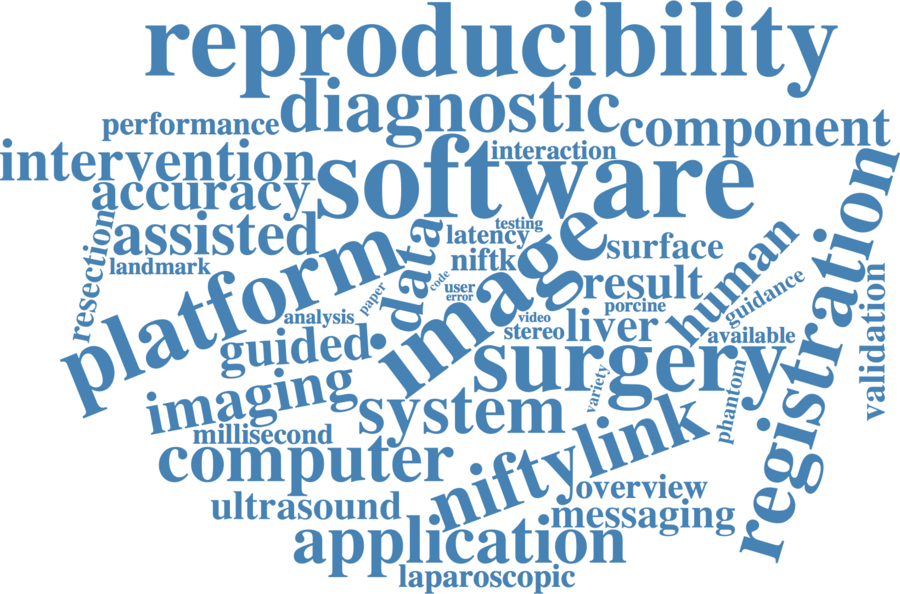 reproducibility
diagnostic
performance
component
intervention
interaction
software
accuracy
registration
resection
assisted
testing
latency
data
image
human
surface
platform
landmark
niftk
code
user
error
paper
result
guidance
validation
analysis
video
porcine
stereo
liver
available
guided
surgery
imaging
variety
phantom
system
millisecond
niftylink
computer
overview
ultrasound
messaging
application
laparoscopic